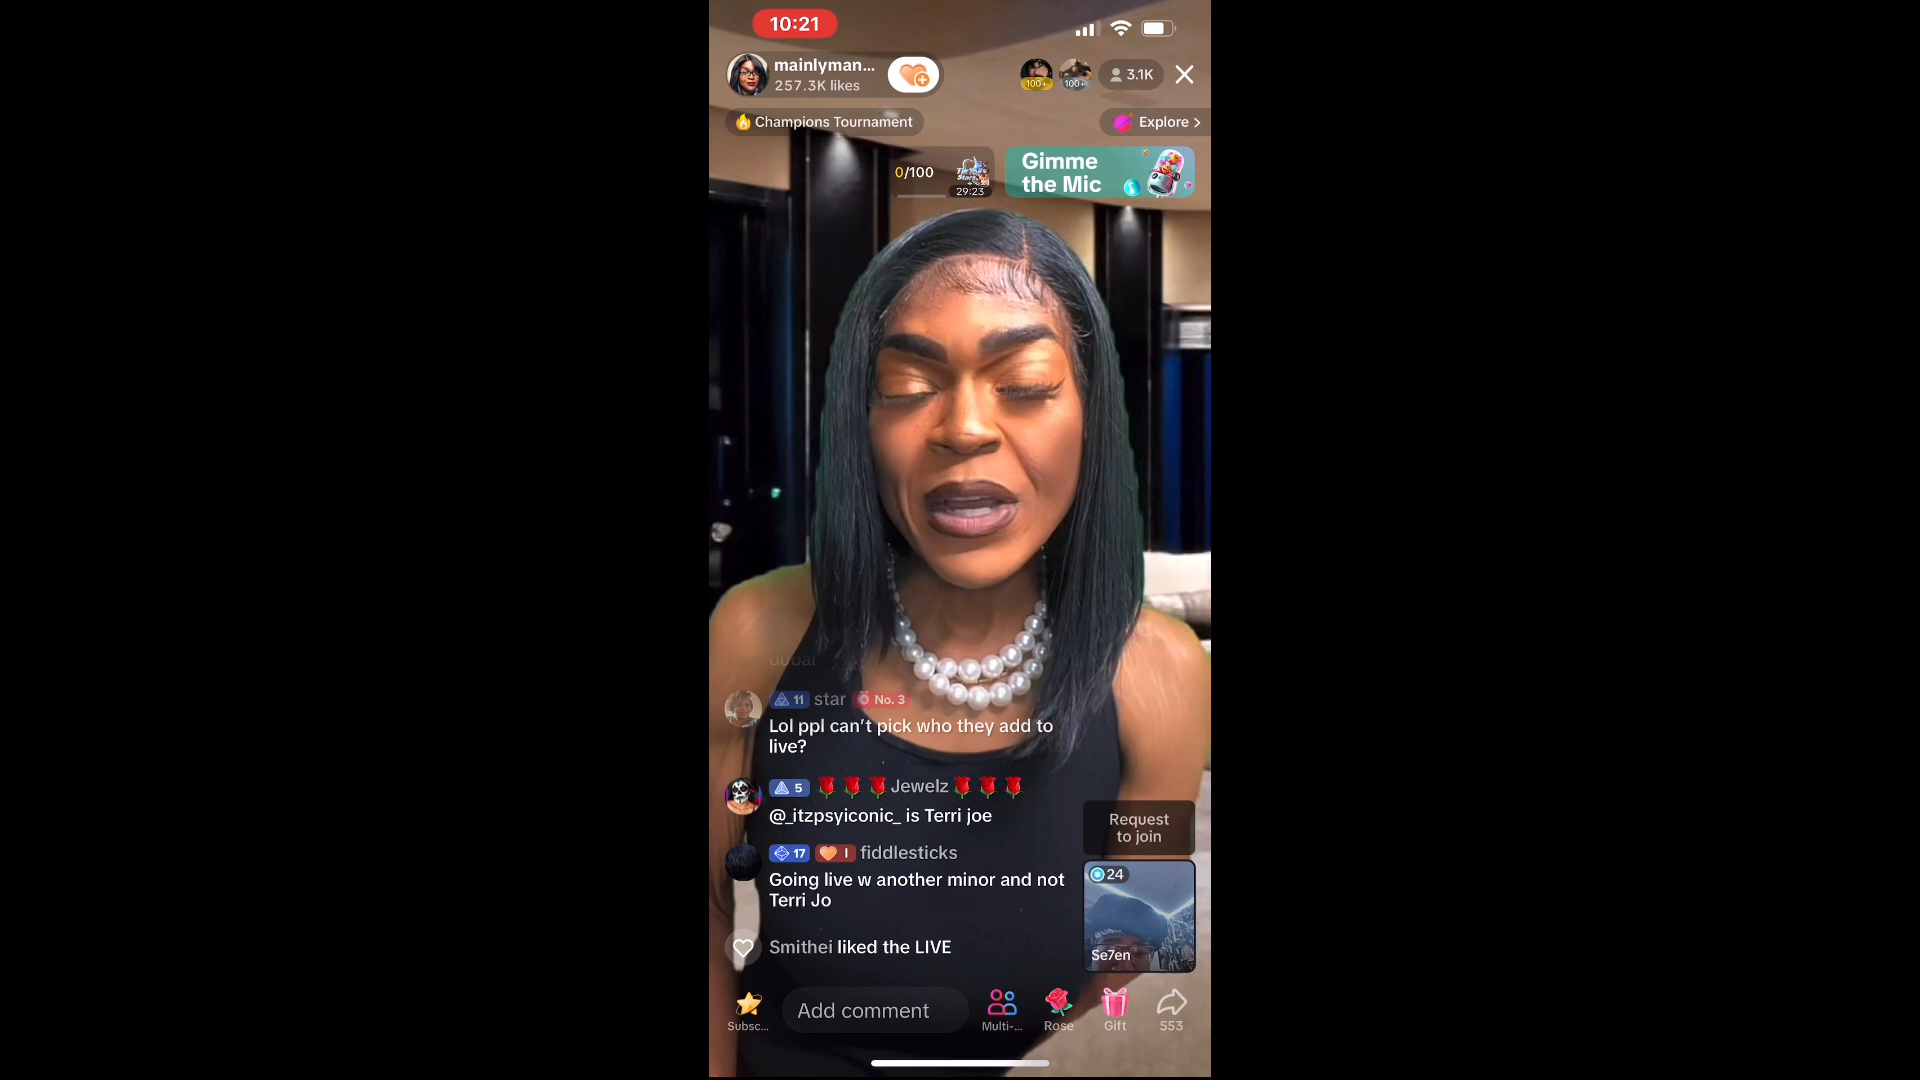 10:21
mainlyman...
257.3K likes
100+
100+
3.1K
Champions Tournament
Explore >
0/100
29:23
Gimme
the Mic
dubai
11 star No. 3
Lol ppl can't pick who they add to
live?
5 🌹🌹🌹Jewelz🌹🌹🌹
@_itzpsyiconic_ is Terri joe
17 I fiddlesticks
Going live w another minor and not
Terri Jo
Smithei liked the LIVE
Request
to join
24
Se7en
Add comment
Subsc...
Multi-...
Rose
Gift
553